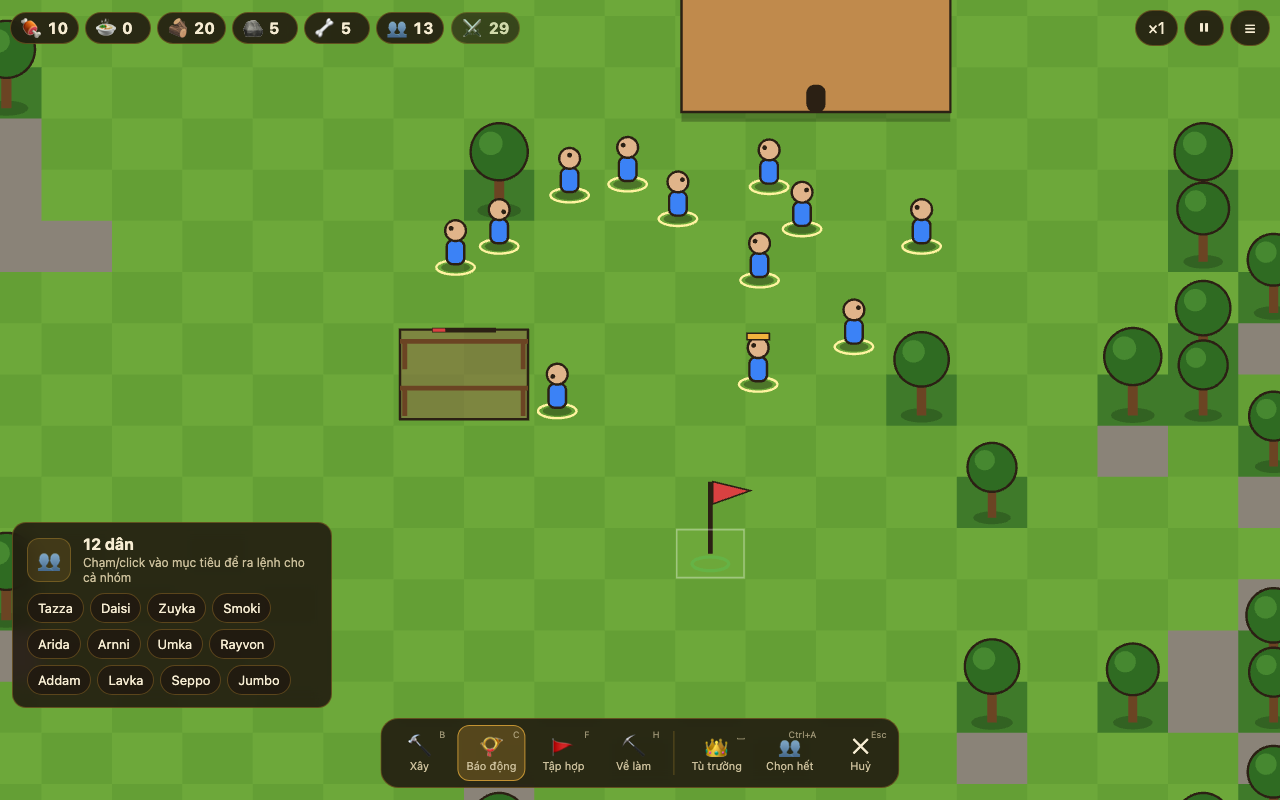 10 0 20 5 5 13 29
×1
12 dân
Chạm/click vào mục tiêu để ra lệnh cho
cả nhóm
Tazza Daisi Zuyka Smoki
Arida Arnni Umka Rayvon
Addam Lavka Seppo Jumbo
B C F H Ctrl+A Esc
Xây Báo động Tập hợp Về làm Tù trưởng Chọn hết Huỷ